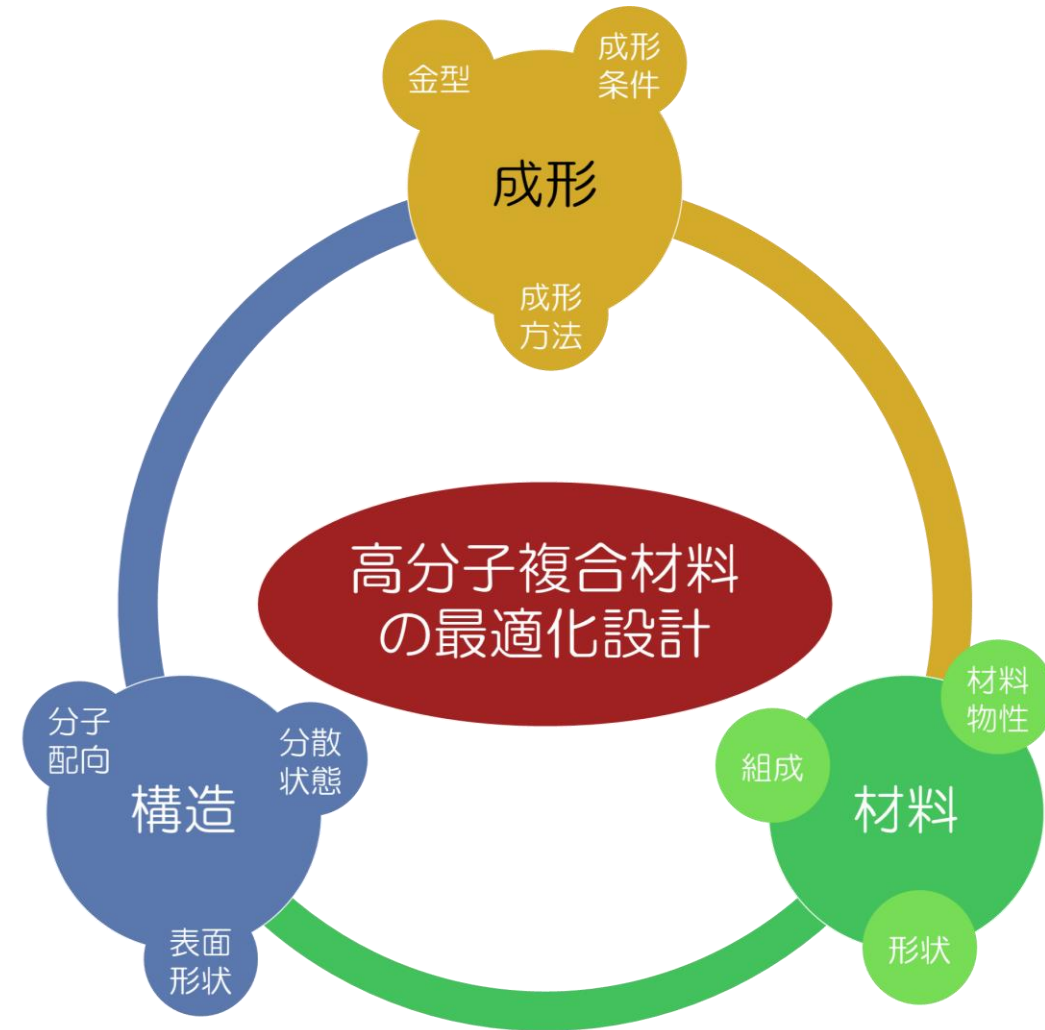 金型
成形
条件
成形
成形
方法
高分子複合材料
の最適化設計
分子
配向
分散
状態
構造
表面
形状
材料
物性
組成
材料
形状